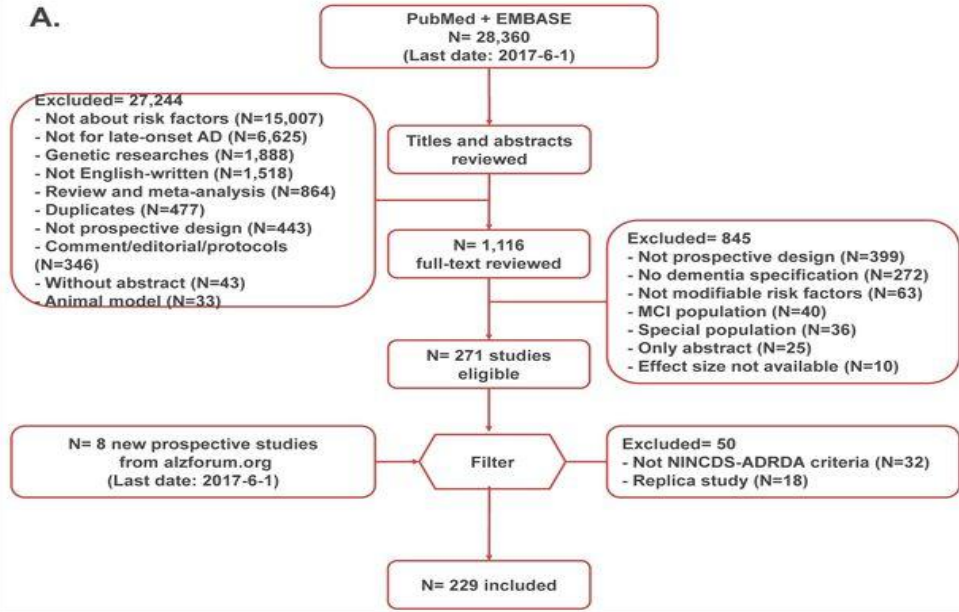 A.
PubMed + EMBASE
N= 28,360
(Last date: 2017-6-1)
Excluded= 27,244
- Not about risk factors (N=15,007)
- Not for late-onset AD (N=6,625)
- Genetic researches (N=1,888)
- Not English-written (N=1,518)
- Review and meta-analysis (N=864)
- Duplicates (N=477)
- Not prospective design (N=443)
- Comment/editorial/protocols
(N=346)
- Without abstract (N=43)
- Animal model (N=33)
Titles and abstracts
reviewed
N= 1,116
full-text reviewed
Excluded= 845
- Not prospective design (N=399)
- No dementia specification (N=272)
- Not modifiable risk factors (N=63)
- MCI population (N=40)
- Special population (N=36)
- Only abstract (N=25)
- Effect size not available (N=10)
N= 271 studies
eligible
N= 8 new prospective studies
from alzforum.org
(Last date: 2017-6-1)
Filter
Excluded= 50
- Not NINCDS-ADRDA criteria (N=32)
- Replica study (N=18)
N= 229 included